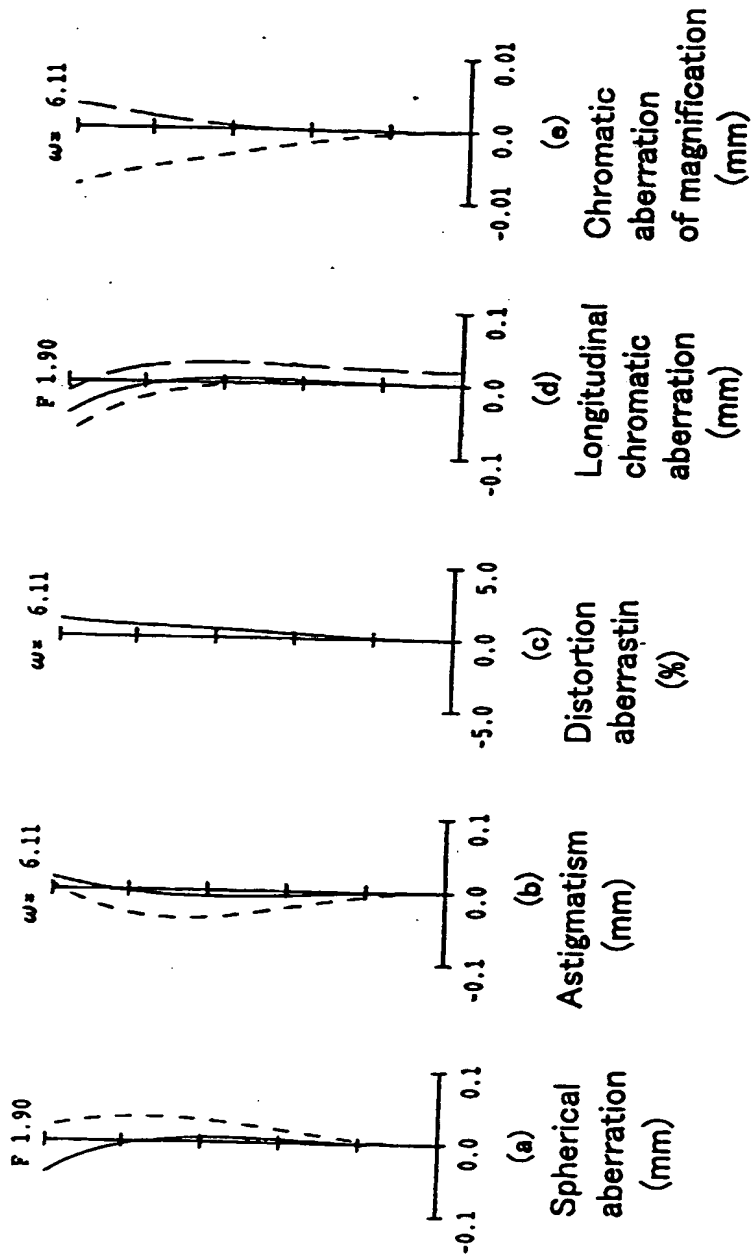 F 1.90
-0.1 0.0 0.1
(a)
Spherical
aberration
(mm)
ω= 6.11
-0.1 0.0 0.1
(b)
Astigmatism
(mm)
ω= 6.11
-5.0 0.0 5.0
(c)
Distortion
aberrastin
(%)
F 1.90
-0.1 0.0 0.1
(d)
Longitudinal
chromatic
aberration
(mm)
ω= 6.11
-0.01 0.0 0.01
(e)
Chromatic
aberration
of magnification
(mm)